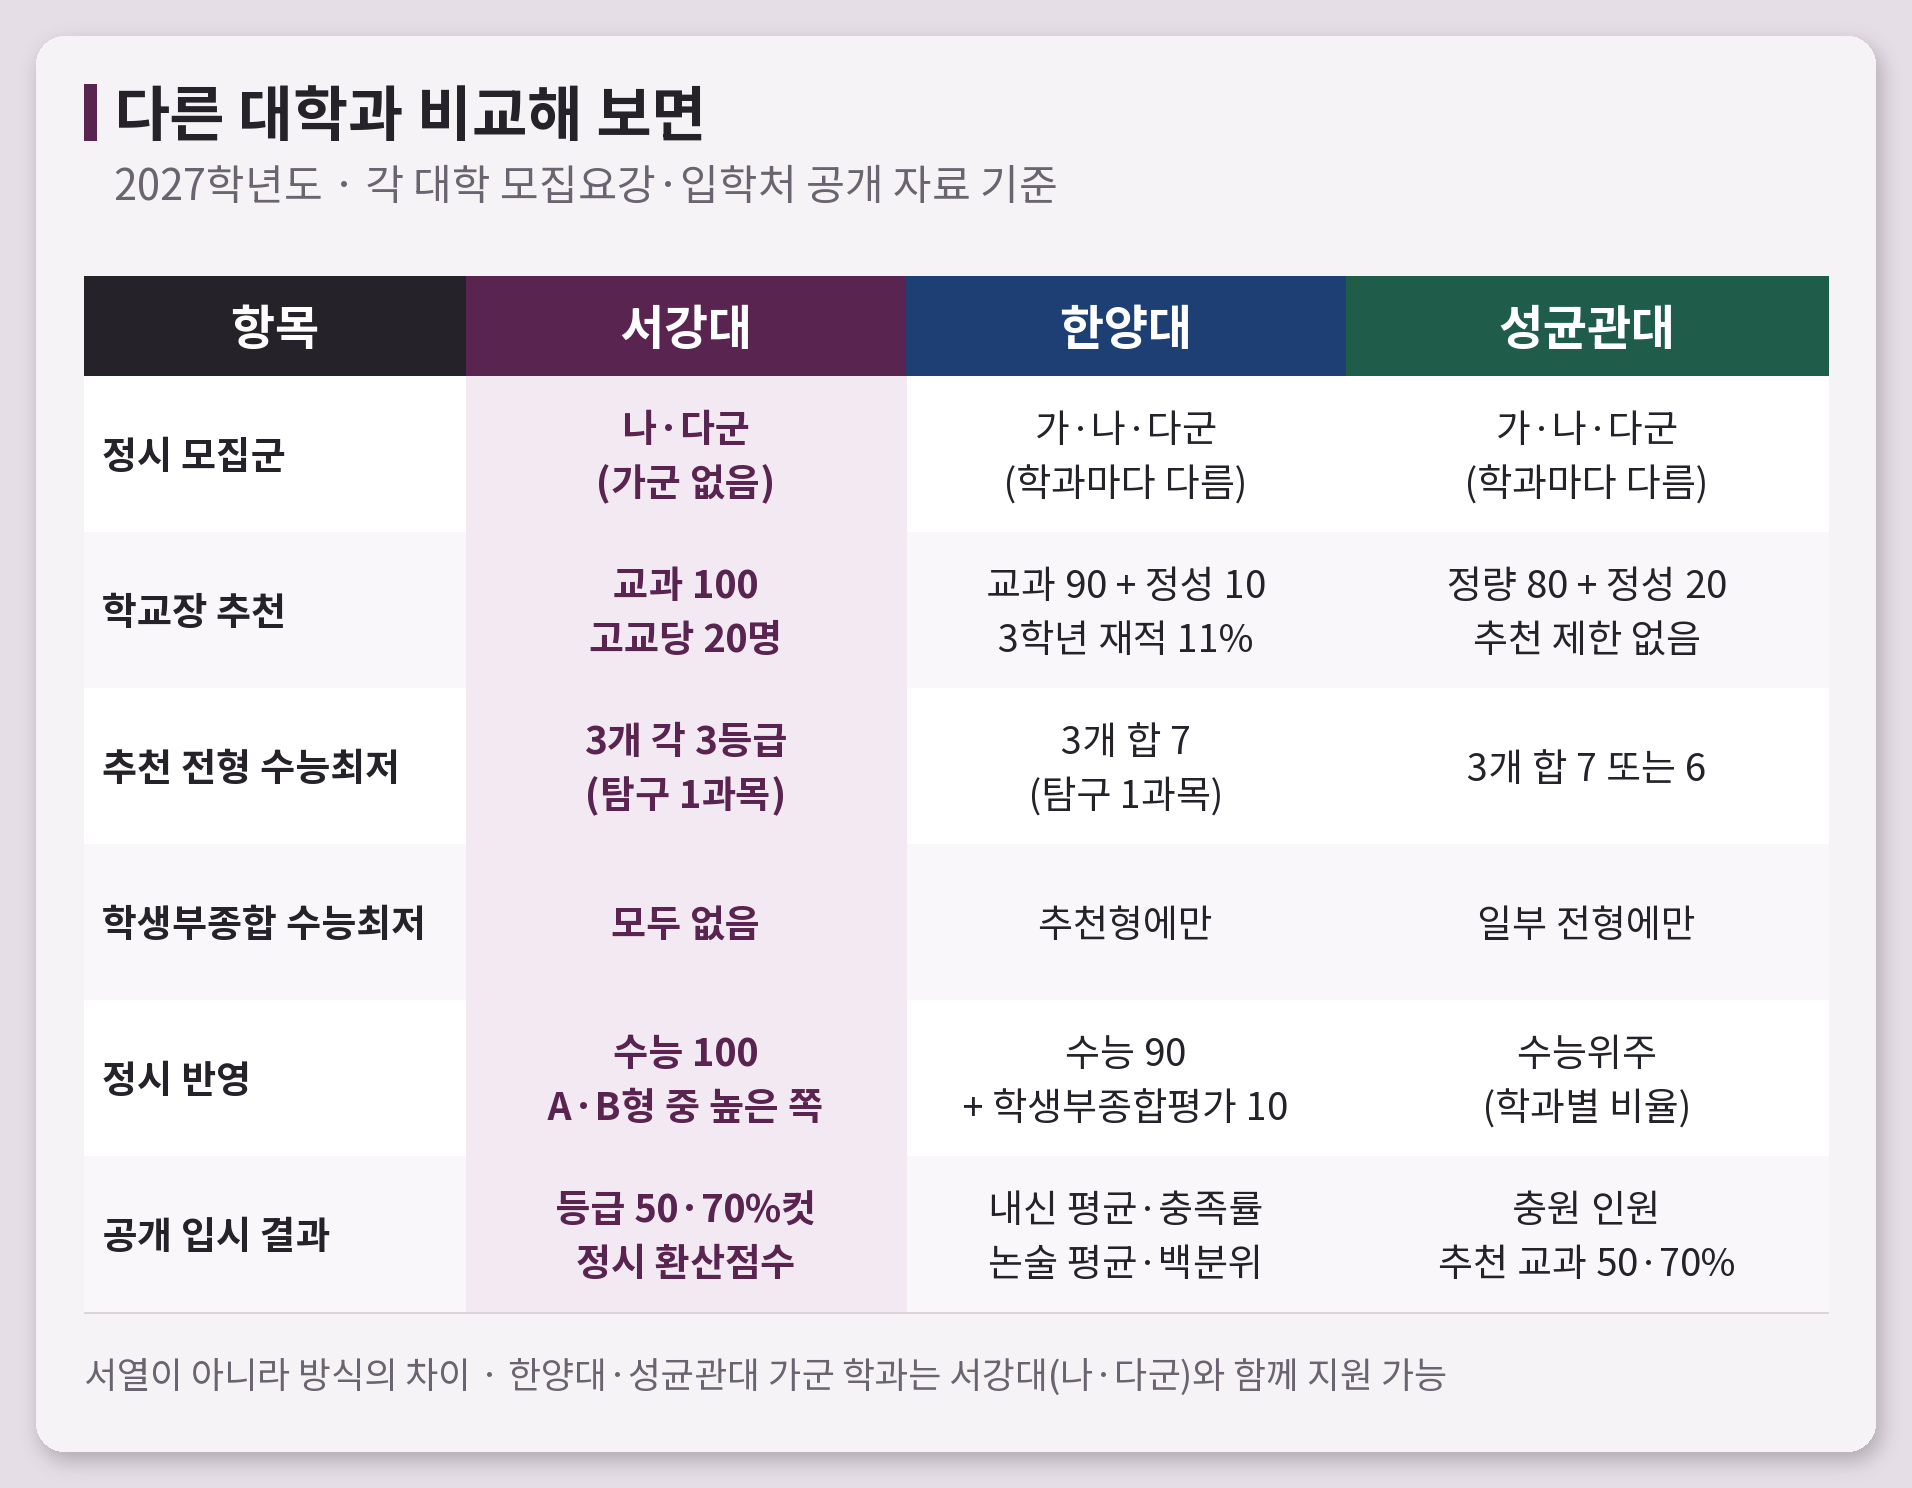 다른 대학과 비교해 보면
2027학년도 · 각 대학 모집요강·입학처 공개 자료 기준
항목 서강대 한양대 성균관대
정시 모집군
나·다군
(가군 없음)
가·나·다군
(학과마다 다름)
가·나·다군
(학과마다 다름)
학교장 추천
교과 100
고교당 20명
교과 90 + 정성 10
3학년 재적 11%
정량 80 + 정성 20
추천 제한 없음
추천 전형 수능최저
3개 각 3등급
(탐구 1과목)
3개 합 7
(탐구 1과목)
3개 합 7 또는 6
학생부종합 수능최저
모두 없음
추천형에만
일부 전형에만
정시 반영
수능 100
A·B형 중 높은 쪽
수능 90
+ 학생부종합평가 10
수능위주
(학과별 비율)
공개 입시 결과
등급 50·70%컷
정시 환산점수
내신 평균·충족률
논술 평균·백분위
충원 인원
추천 교과 50·70%
서열이 아니라 방식의 차이 · 한양대·성균관대 가군 학과는 서강대(나·다군)와 함께 지원 가능